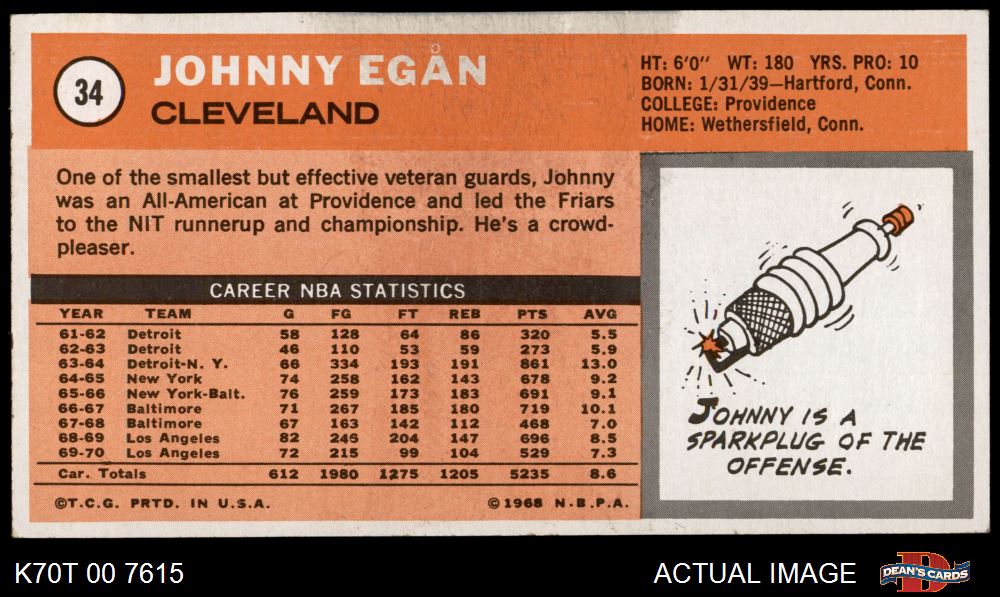 34
JOHNNY EGAN
CLEVELAND
HT: 6'0" WT: 180 YRS. PRO: 10
BORN: 1/31/39—Hartford, Conn.
COLLEGE: Providence
HOME: Wethersfield, Conn.
One of the smallest but effective veteran guards, Johnny
was an All-American at Providence and led the Friars
to the NIT runnerup and championship. He's a crowd-
pleaser.
CAREER NBA STATISTICS
YEAR TEAM G FG FT REB PTS AVG
61-62 Detroit 58 128 64 86 320 5.5
62-63 Detroit 46 110 53 59 273 5.9
63-64 Detroit-N. Y. 66 334 193 191 861 13.0
64-65 New York 74 258 162 143 678 9.2
65-66 New York-Balt. 76 259 173 183 691 9.1
66-67 Baltimore 71 267 185 180 719 10.1
67-68 Baltimore 67 163 142 112 468 7.0
68-69 Los Angeles 82 246 204 147 696 8.5
69-70 Los Angeles 72 215 99 104 529 7.3
Car. Totals 612 1980 1275 1205 5235 8.6
©T.C.G. PRTD. IN U.S.A. ©1968 N.B.P.A.
JOHNNY IS A
SPARKPLUG OF THE
OFFENSE.
K70T 00 7615 ACTUAL IMAGE D DEAN'S CARDS